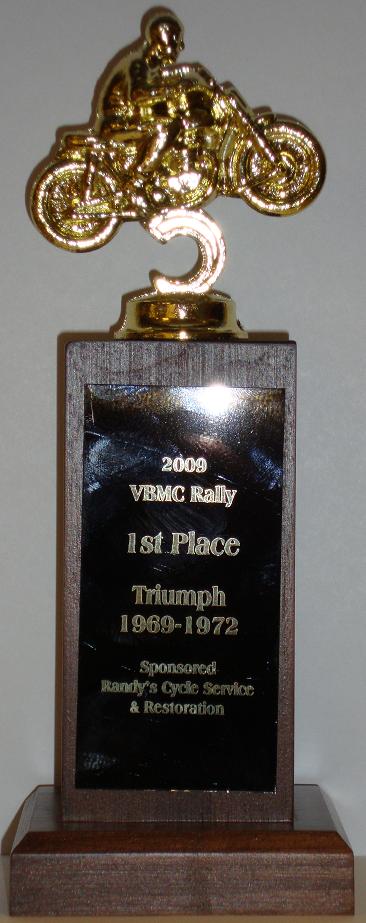 2009
VBMC Rally
1st Place
Triumph
1969-1972
Sponsored
Randy's Cycle Service
& Restoration